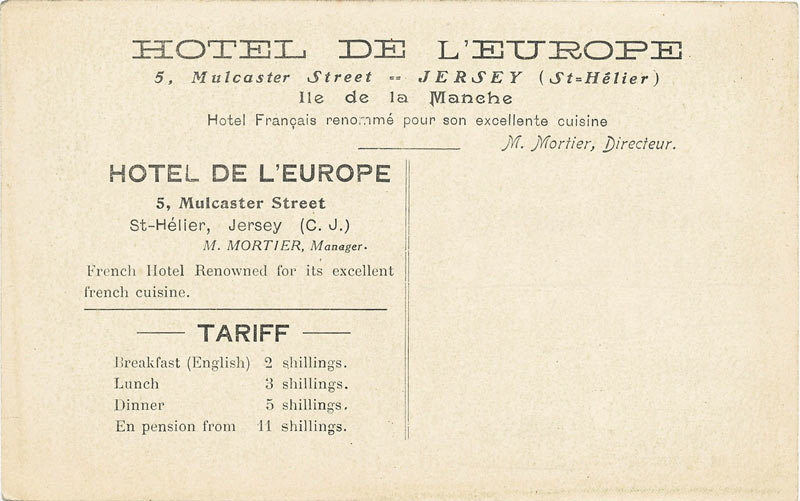 HOTEL DE L'EUROPE
5, Mulcaster Street = JERSEY (St=Hélier)
Ile de la Manche
Hotel Français renommé pour son excellente cuisine
M. Mortier, Directeur.
HOTEL DE L'EUROPE
5, Mulcaster Street
St-Hélier, Jersey (C. J.)
M. MORTIER, Manager.
French Hotel Renowned for its excellent
french cuisine.
TARIFF
Breakfast (English) 2 shillings.
Lunch 3 shillings.
Dinner 5 shillings.
En pension from 11 shillings.